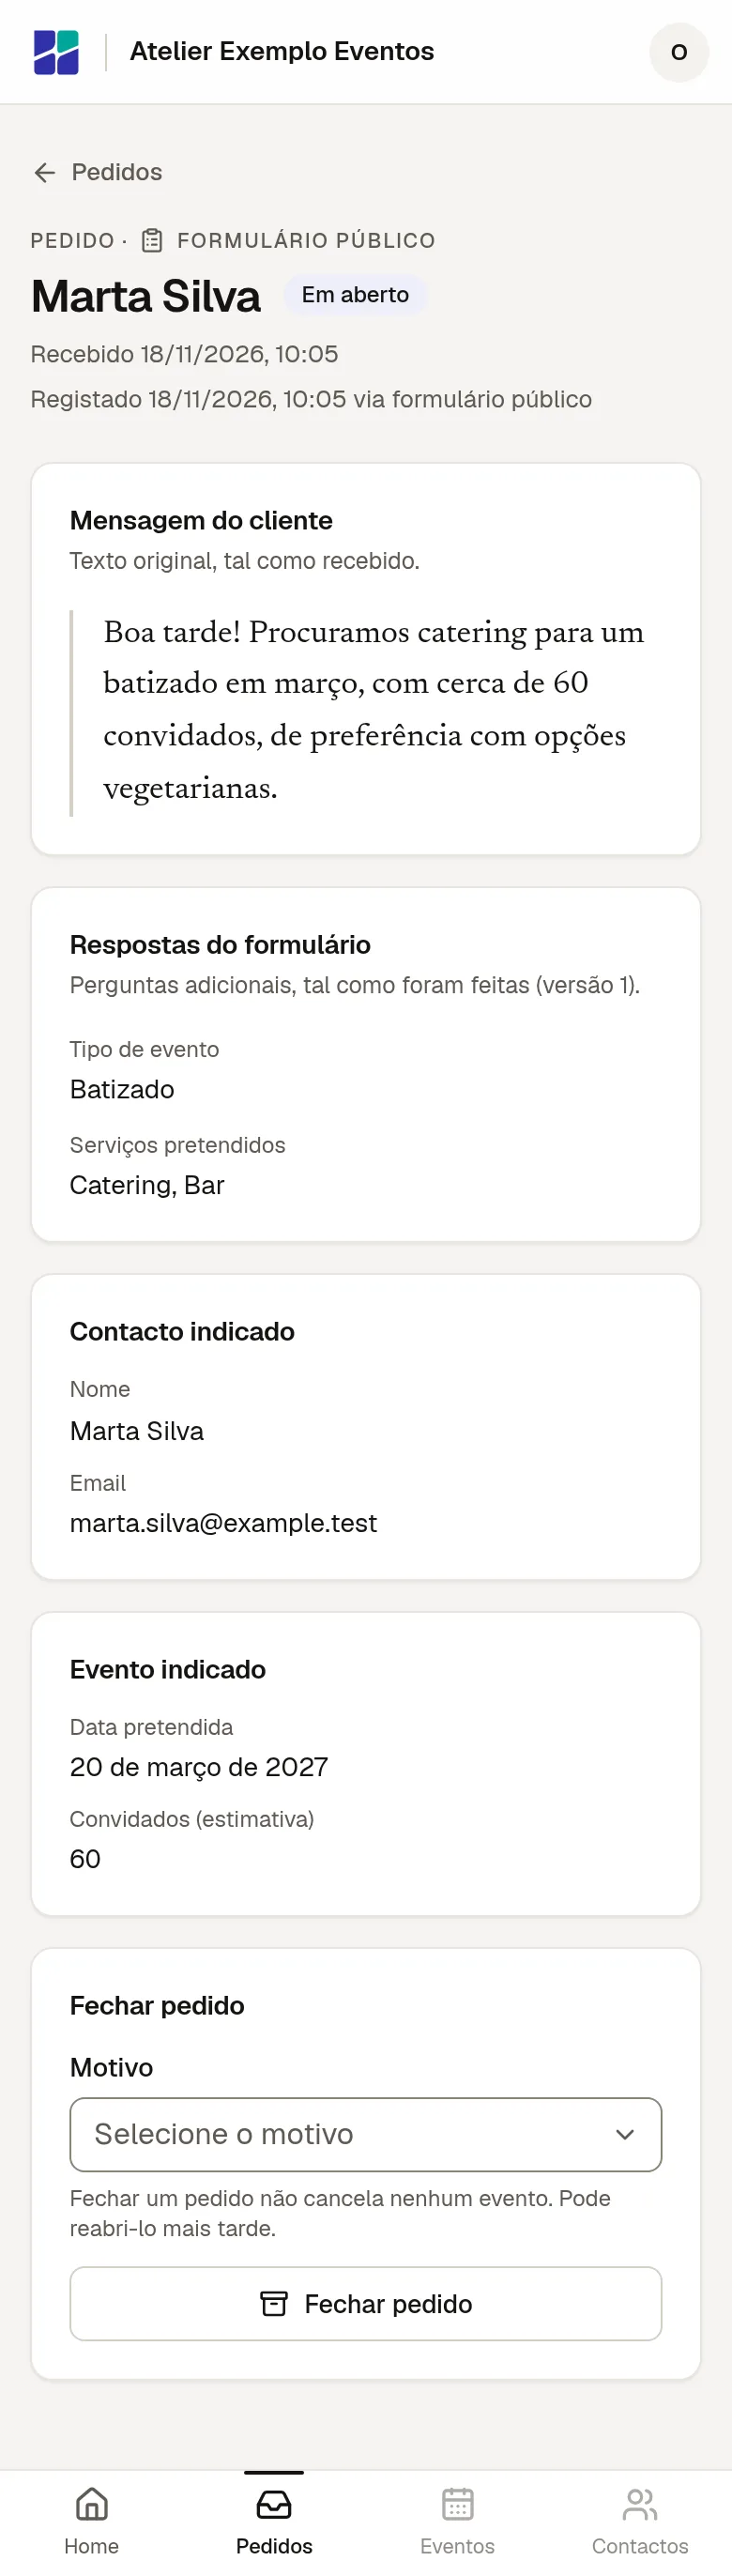 Atelier Exemplo Eventos
O
Pedidos
PEDIDO · FORMULÁRIO PÚBLICO
Marta Silva Em aberto
Recebido 18/11/2026, 10:05
Registado 18/11/2026, 10:05 via formulário público
Mensagem do cliente
Texto original, tal como recebido.
Boa tarde! Procuramos catering para um
batizado em março, com cerca de 60
convidados, de preferência com opções
vegetarianas.
Respostas do formulário
Perguntas adicionais, tal como foram feitas (versão 1).
Tipo de evento
Batizado
Serviços pretendidos
Catering, Bar
Contacto indicado
Nome
Marta Silva
Email
marta.silva@example.test
Evento indicado
Data pretendida
20 de março de 2027
Convidados (estimativa)
60
Fechar pedido
Motivo
Selecione o motivo
Fechar um pedido não cancela nenhum evento. Pode
reabri-lo mais tarde.
Fechar pedido
Home Pedidos Eventos Contactos